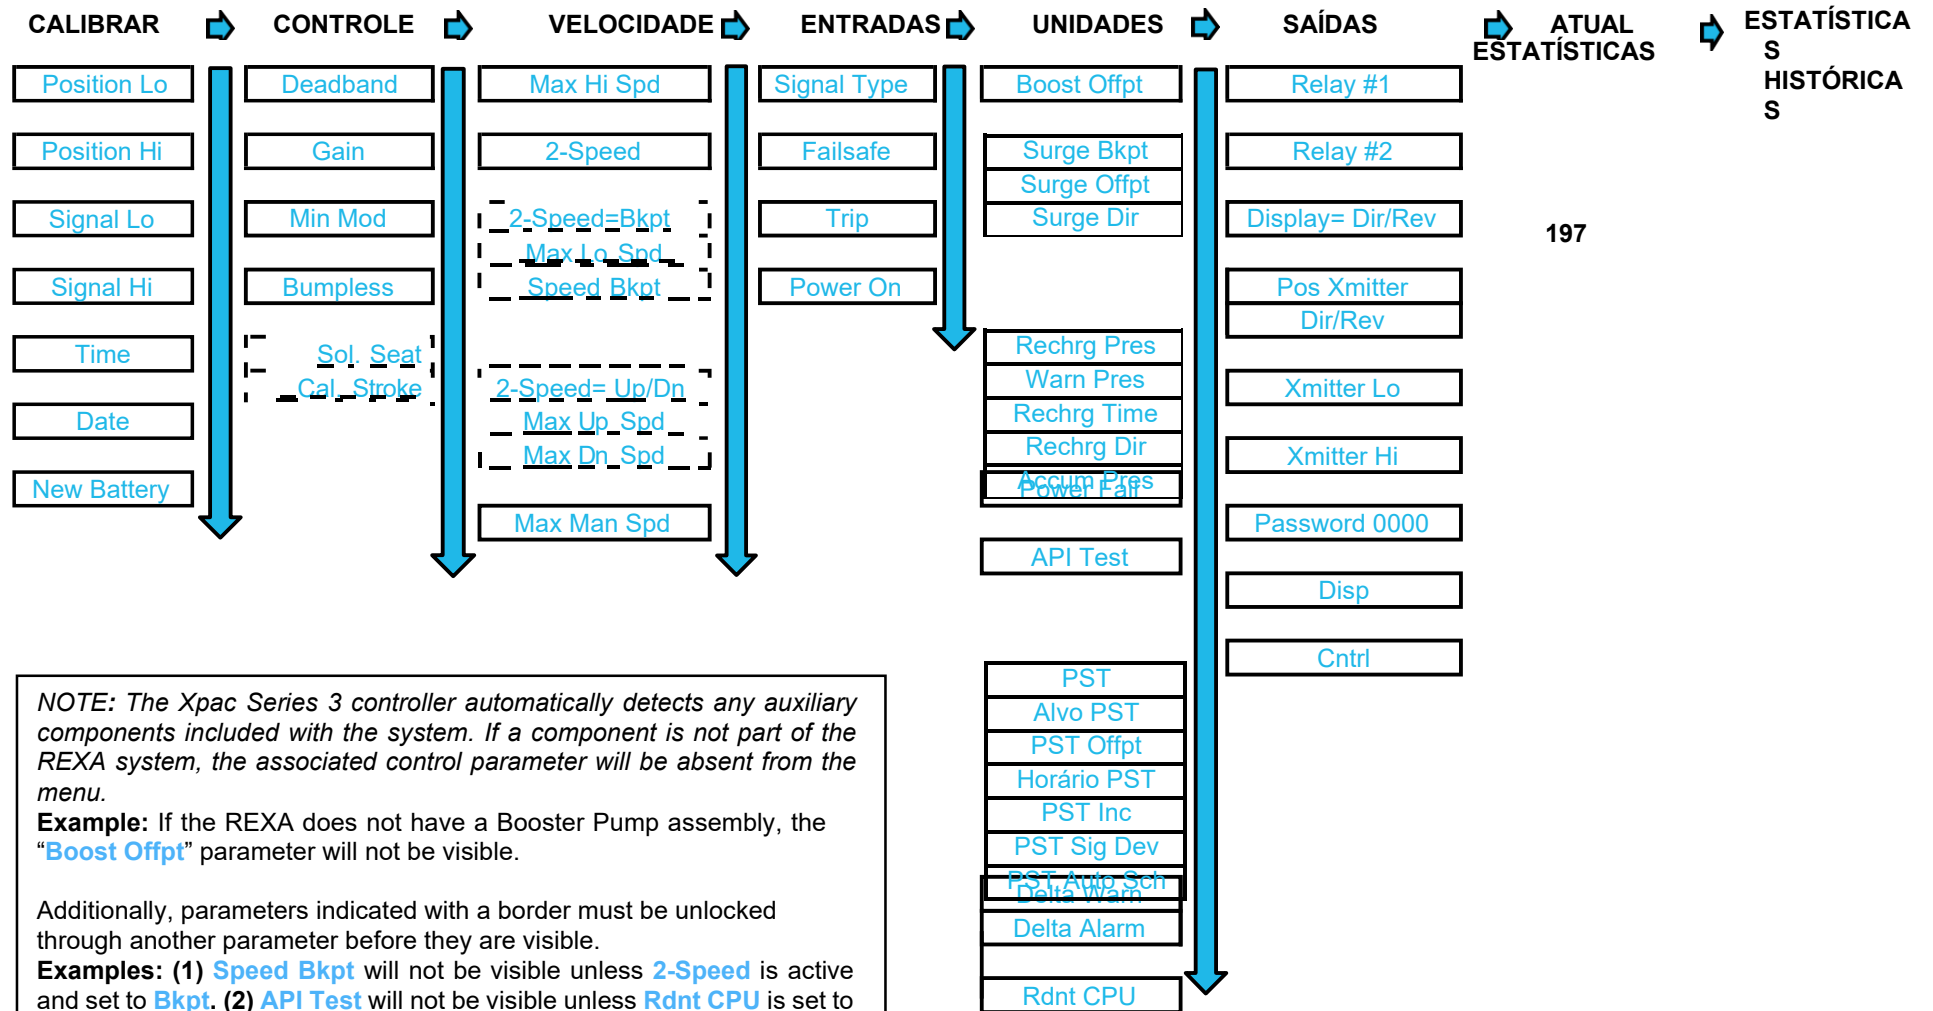 CALIBRAR
CONTROLE
VELOCIDADE
ENTRADAS
UNIDADES
SAÍDAS
ATUAL
ESTATÍSTICAS
ESTATÍSTICA
S
HISTÓRICA
S
Position Lo
Position Hi
Signal Lo
Signal Hi
Time
Date
New Battery
Deadband
Gain
Min Mod
Bumpless
Sol. Seat
Cal. Stroke
Max Hi Spd
2-Speed
2-Speed=Bkpt
Max Lo Spd
Speed Bkpt
2-Speed= Up/Dn
Max Up Spd
Max Dn Spd
Max Man Spd
Signal Type
Failsafe
Trip
Power On
Boost Offpt
Surge Bkpt
Surge Offpt
Surge Dir
Rechrg Pres
Warn Pres
Rechrg Time
Rechrg Dir
Accum Pres
Power Fail
API Test
PST
Alvo PST
PST Offpt
Horário PST
PST Inc
PST Sig Dev
PST Auto Sch
Delta Warn
Delta Alarm
Rdnt CPU
Relay #1
Relay #2
Display= Dir/Rev
Pos Xmitter
Dir/Rev
Xmitter Lo
Xmitter Hi
Password 0000
Disp
Cntrl
197
NOTE: The Xpac Series 3 controller automatically detects any auxiliary
components included with the system. If a component is not part of the
REXA system, the associated control parameter will be absent from the
menu.
Example: If the REXA does not have a Booster Pump assembly, the
“Boost Offpt” parameter will not be visible.
Additionally, parameters indicated with a border must be unlocked
through another parameter before they are visible.
Examples: (1) Speed Bkpt will not be visible unless 2-Speed is active
and set to Bkpt. (2) API Test will not be visible unless Rdnt CPU is set to